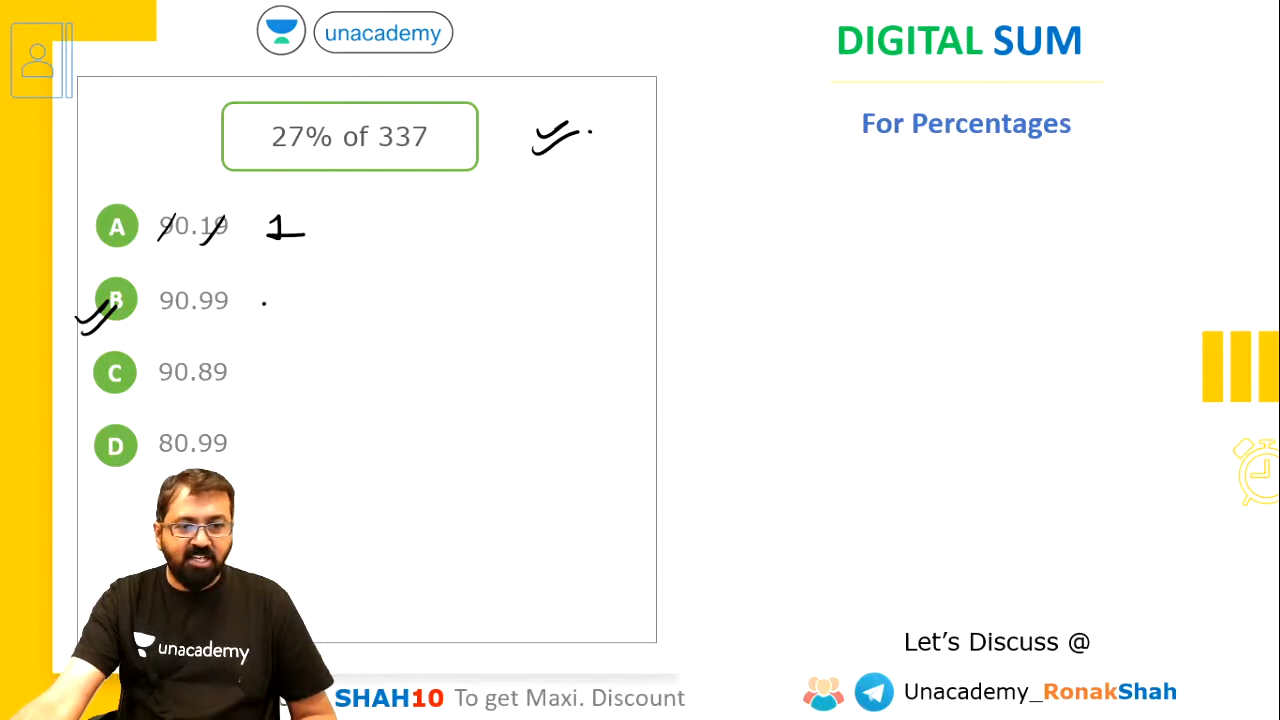 unacademy
DIGITAL SUM
For Percentages
27% of 337
A 90.19 1
B 90.99
C 90.89
D 80.99
unacademy
SHAH10 To get Maxi. Discount
Let's Discuss @
Unacademy_RonakShah